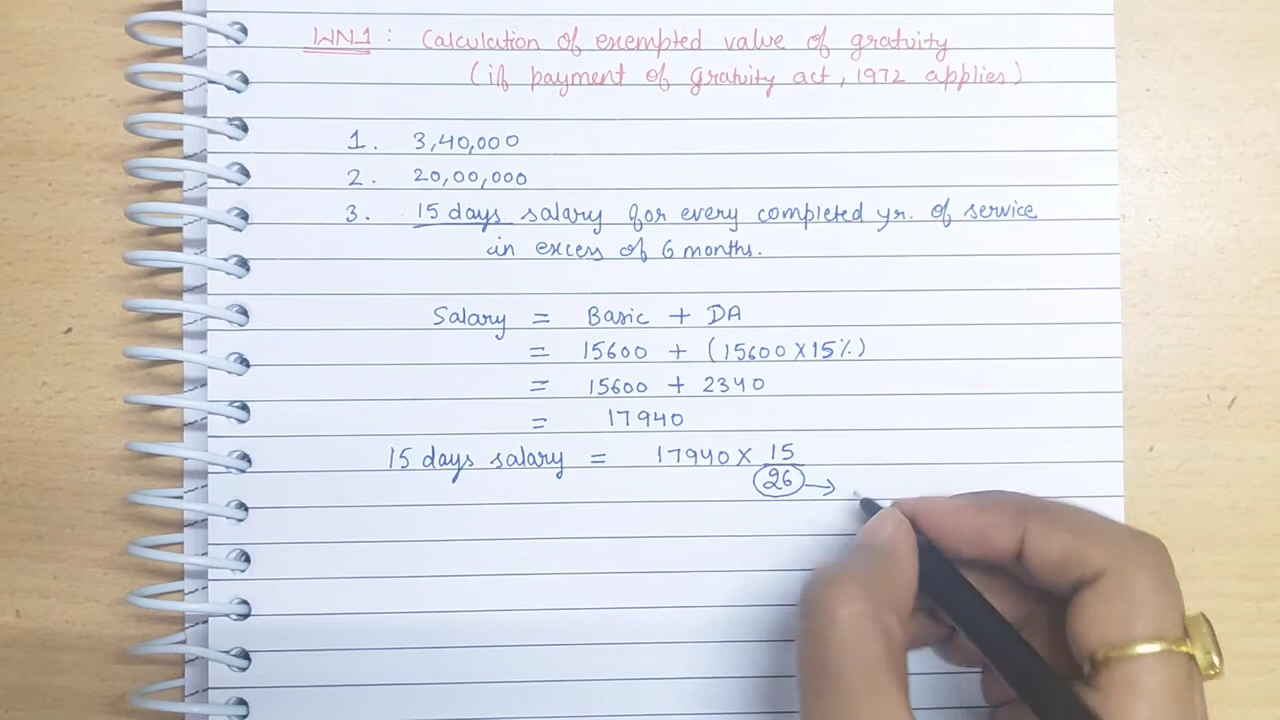 WN1 : Calculation of exempted value of gratuity
(if payment of gratuity act, 1972 applies)
1. 3,40,000
2. 20,00,000
3. 15 days salary for every completed yr. of service
in excess of 6 months.
Salary = Basic + DA
= 15600 + (15600 X 15%)
= 15600 + 2340
= 17940
15 days salary = 17940 X 15
26 →